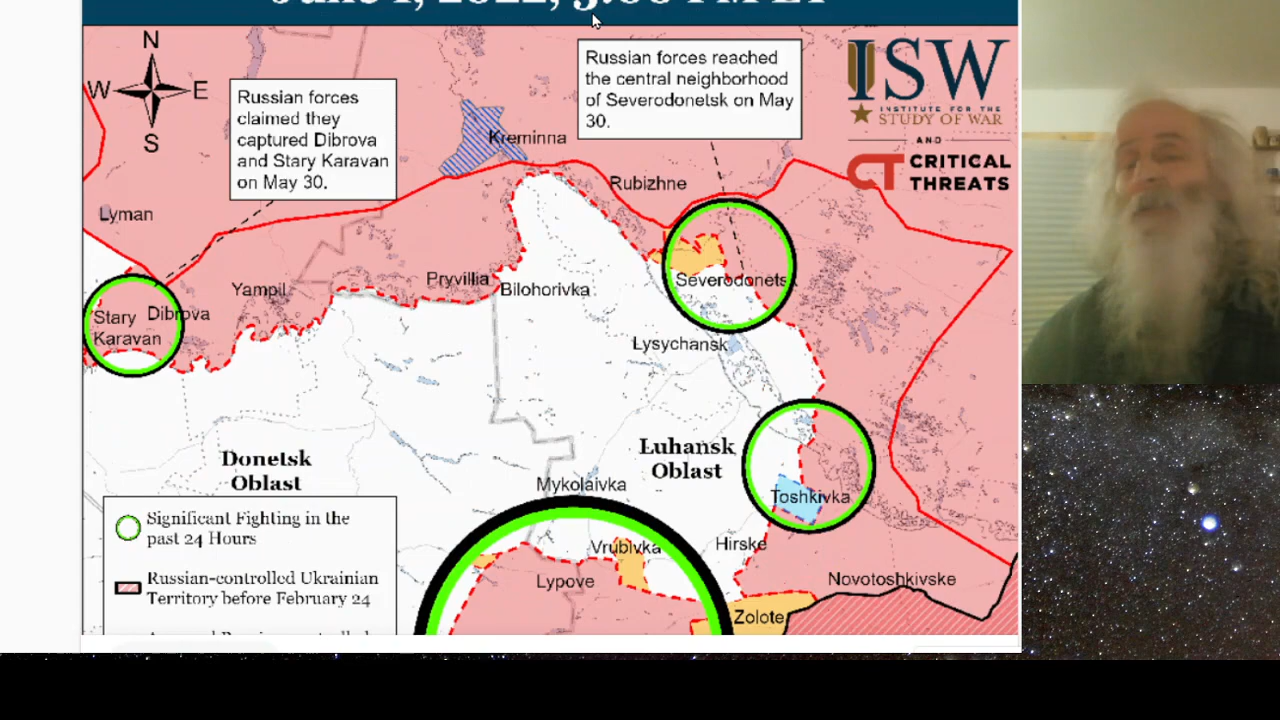 N
W E
S
Russian forces
claimed they
captured Dibrova
and Stary Karavan
on May 30.
Russian forces reached
the central neighborhood
of Severodonetsk on May
30.
ISW
INSTITUTE FOR THE
STUDY OF WAR
AND
CT CRITICAL
THREATS
Kreminna
Rubizhne
Lyman
Yampil
Pryvillia
Bilohorivka
Severodonetsk
Stary
Karavan
Dibrova
Lysychansk
Donetsk
Oblast
Luhansk
Oblast
Mykolaivka
Toshkivka
Vrubivka
Hirske
Lypove
Novotoshkivske
Zolote
Significant Fighting in the
past 24 Hours
Russian-controlled Ukrainian
Territory before February 24